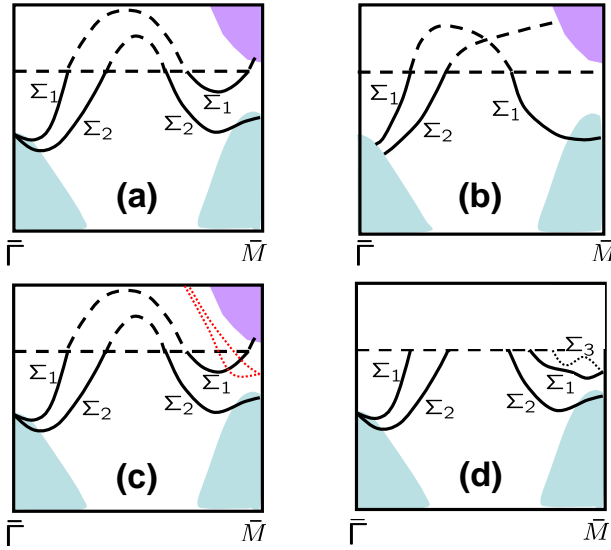 Σ₁ Σ₂ Σ₂ Σ₁
(a)
Γ̄ M̄
Σ₁ Σ₂ Σ₁
(b)
Γ̄ M̄
Σ₁ Σ₂ Σ₂ Σ₁
(c)
Γ̄ M̄
Σ₁ Σ₂ Σ₂ Σ₁ Σ₃
(d)
Γ̄ M̄